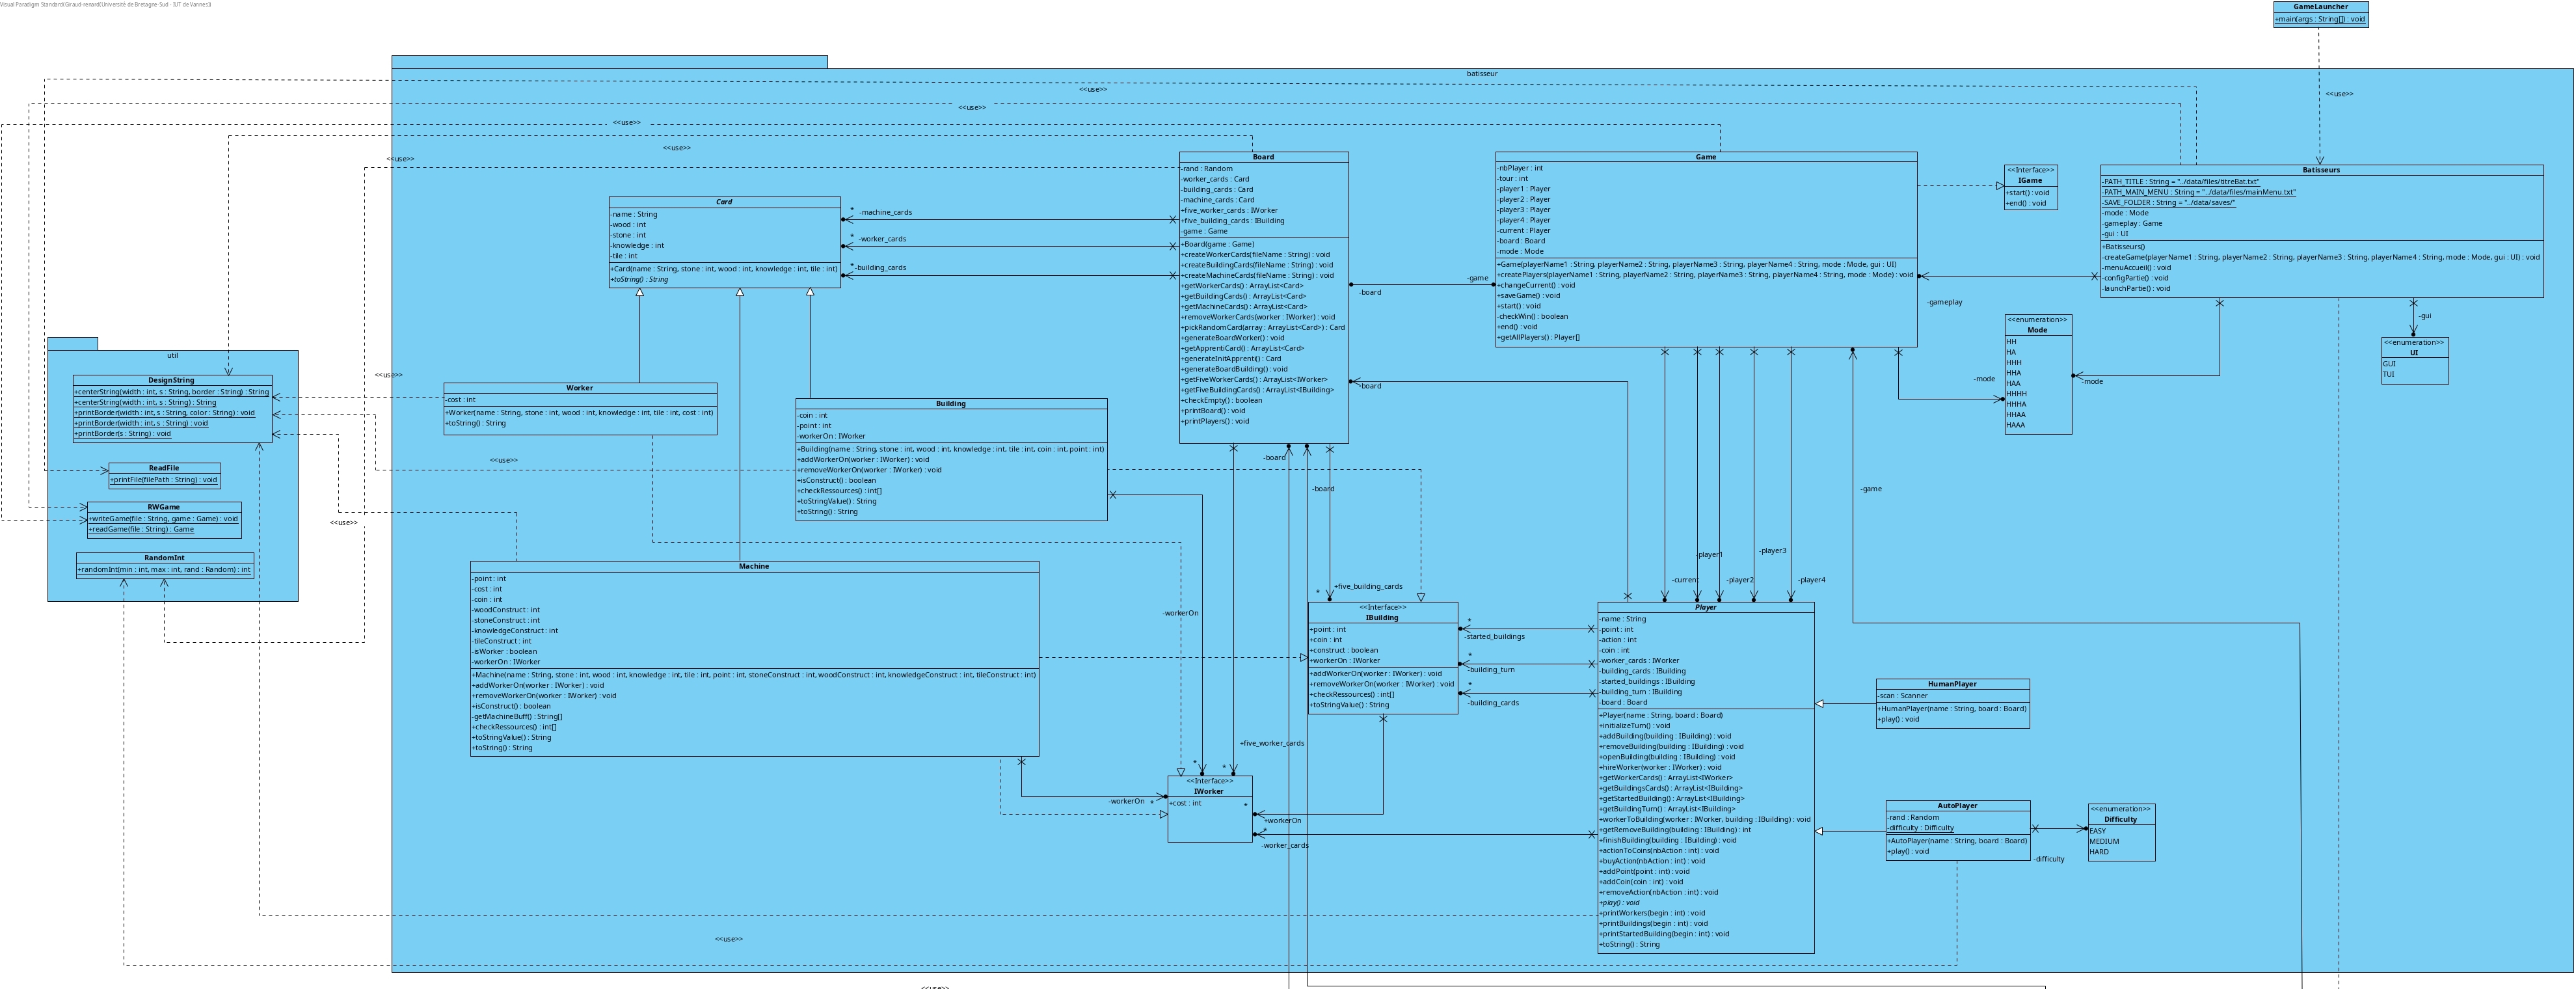 Visual Paradigm Standard(Giraud-renard(Université de Bretagne-Sud - IUT de Vannes))
GameLauncher
+main(args : String[]) : void
<<use>>
batisseur
<<use>>
<<use>>
<<use>>
<<use>>
<<use>>
Board
-rand : Random
-worker_cards : Card
-building_cards : Card
-machine_cards : Card
+five_worker_cards : IWorker
+five_building_cards : IBuilding
-game : Game
+Board(game : Game)
+createWorkerCards(fileName : String) : void
+createBuildingCards(fileName : String) : void
+createMachineCards(fileName : String) : void
+getWorkerCards() : ArrayList<Card>
+getBuildingCards() : ArrayList<Card>
+getMachineCards() : ArrayList<Card>
+removeWorkerCards(worker : IWorker) : void
+pickRandomCard(array : ArrayList<Card>) : Card
+generateBoardWorker() : void
+getApprentiCard() : ArrayList<Card>
+generateInitApprenti() : Card
+generateBoardBuilding() : void
+getFiveWorkerCards() : ArrayList<IWorker>
+getFiveBuildingCards() : ArrayList<IBuilding>
+checkEmpty() : boolean
+printBoard() : void
+printPlayers() : void
Game
-nbPlayer : int
-tour : int
-player1 : Player
-player2 : Player
-player3 : Player
-player4 : Player
-current : Player
-board : Board
-mode : Mode
+Game(playerName1 : String, playerName2 : String, playerName3 : String, playerName4 : String, mode : Mode, gui : UI)
+createPlayers(playerName1 : String, playerName2 : String, playerName3 : String, playerName4 : String, mode : Mode) : void
+changeCurrent() : void
+saveGame() : void
+start() : void
-checkWin() : boolean
+end() : void
+getAllPlayers() : Player[]
<<Interface>>
IGame
+start() : void
+end() : void
Batisseurs
-PATH_TITLE : String = "../data/files/titreBat.txt"
-PATH_MAIN_MENU : String = "../data/files/mainMenu.txt"
-SAVE_FOLDER : String = "../data/saves/"
-mode : Mode
-gameplay : Game
-gui : UI
+Batisseurs()
-createGame(playerName1 : String, playerName2 : String, playerName3 : String, playerName4 : String, mode : Mode, gui : UI) : void
-menuAccueil() : void
-configPartie() : void
-launchPartie() : void
Card
-name : String
-wood : int
-stone : int
-knowledge : int
-tile : int
+Card(name : String, stone : int, wood : int, knowledge : int, tile : int)
+toString() : String
*
-machine_cards
*
-worker_cards
*
-building_cards
-game
-board
-gameplay
-gui
<<enumeration>>
Mode
HH
HA
HHH
HHA
HAA
HHHH
HHHA
HHAA
HAAA
-mode
-mode
<<enumeration>>
UI
GUI
TUI
util
DesignString
+centerString(width : int, s : String, border : String) : String
+centerString(width : int, s : String) : String
+printBorder(width : int, s : String, color : String) : void
+printBorder(width : int, s : String) : void
+printBorder(s : String) : void
ReadFile
+printFile(filePath : String) : void
RWGame
+writeGame(file : String, game : Game) : void
+readGame(file : String) : Game
RandomInt
+randomInt(min : int, max : int, rand : Random) : int
<<use>>
<<use>>
<<use>>
Worker
-cost : int
+Worker(name : String, stone : int, wood : int, knowledge : int, tile : int, cost : int)
+toString() : String
Building
-coin : int
-point : int
-workerOn : IWorker
+Building(name : String, stone : int, wood : int, knowledge : int, tile : int, coin : int, point : int)
+addWorkerOn(worker : IWorker) : void
+removeWorkerOn(worker : IWorker) : void
+isConstruct() : boolean
+checkRessources() : int[]
+toStringValue() : String
+toString() : String
-board
-board
-board
-game
Machine
-point : int
-cost : int
-coin : int
-woodConstruct : int
-stoneConstruct : int
-knowledgeConstruct : int
-tileConstruct : int
-isWorker : boolean
-workerOn : IWorker
+Machine(name : String, stone : int, wood : int, knowledge : int, tile : int, point : int, stoneConstruct : int, woodConstruct : int, knowledgeConstruct : int, tileConstruct : int)
+addWorkerOn(worker : IWorker) : void
+removeWorkerOn(worker : IWorker) : void
+isConstruct() : boolean
-getMachineBuff() : String[]
+checkRessources() : int[]
+toStringValue() : String
+toString() : String
-player1
-player3
-current
-player2
-player4
*
+five_building_cards
-workerOn
<<Interface>>
IBuilding
+point : int
+coin : int
+construct : boolean
+workerOn : IWorker
+addWorkerOn(worker : IWorker) : void
+removeWorkerOn(worker : IWorker) : void
+checkRessources() : int[]
+toStringValue() : String
*
-started_buildings
*
-building_turn
*
-building_cards
Player
-name : String
-point : int
-action : int
-coin : int
-worker_cards : IWorker
-building_cards : IBuilding
-started_buildings : IBuilding
-building_turn : IBuilding
-board : Board
+Player(name : String, board : Board)
+initializeTurn() : void
+addBuilding(building : IBuilding) : void
+removeBuilding(building : IBuilding) : void
+openBuilding(building : IBuilding) : void
+hireWorker(worker : IWorker) : void
+getWorkerCards() : ArrayList<IWorker>
+getBuildingsCards() : ArrayList<IBuilding>
+getStartedBuilding() : ArrayList<IBuilding>
+getBuildingTurn() : ArrayList<IBuilding>
+workerToBuilding(worker : IWorker, building : IBuilding) : void
+getRemoveBuilding(building : IBuilding) : int
+finishBuilding(building : IBuilding) : void
+actionToCoins(nbAction : int) : void
+buyAction(nbAction : int) : void
+addPoint(point : int) : void
+addCoin(coin : int) : void
+removeAction(nbAction : int) : void
+play() : void
+printWorkers(begin : int) : void
+printBuildings(begin : int) : void
+printStartedBuilding(begin : int) : void
+toString() : String
HumanPlayer
-scan : Scanner
+HumanPlayer(name : String, board : Board)
+play() : void
AutoPlayer
-rand : Random
-difficulty : Difficulty
+AutoPlayer(name : String, board : Board)
+play() : void
<<enumeration>>
Difficulty
EASY
MEDIUM
HARD
-difficulty
+five_worker_cards
*
*
<<Interface>>
IWorker
+cost : int
-workerOn
*
*
+workerOn
*
-worker_cards
<<use>>
<<use>>